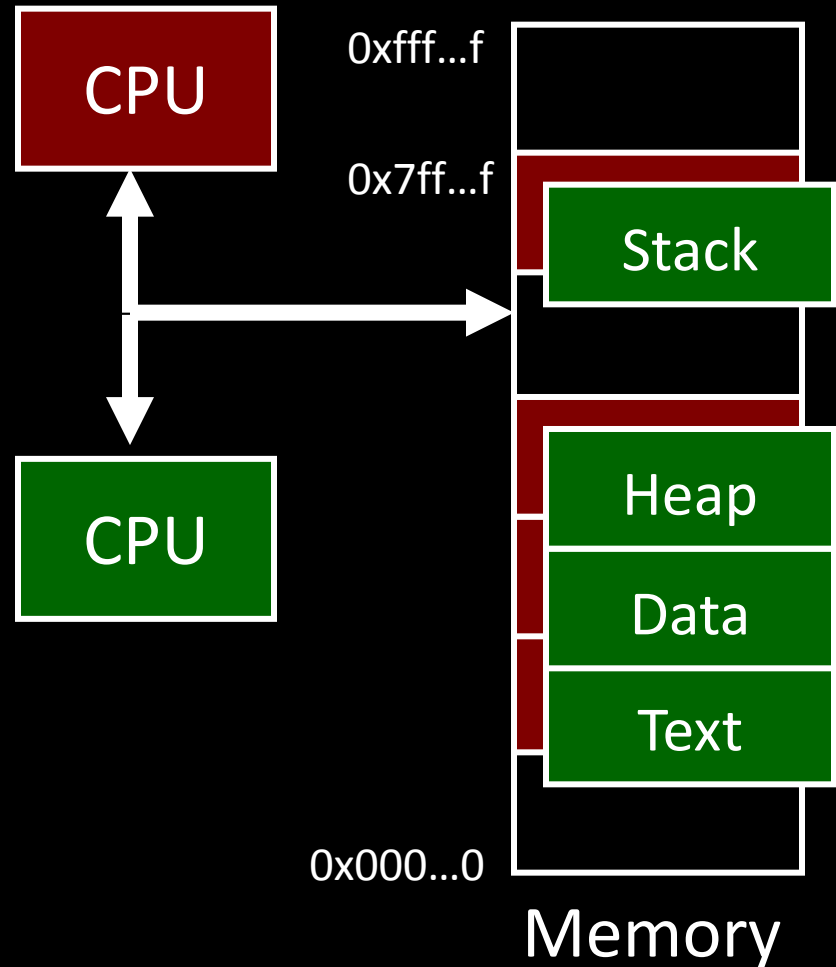 CPU
0xfff…f
0x7ff…f
Stack
CPU
Heap
Data
Text
0x000…0
Memory